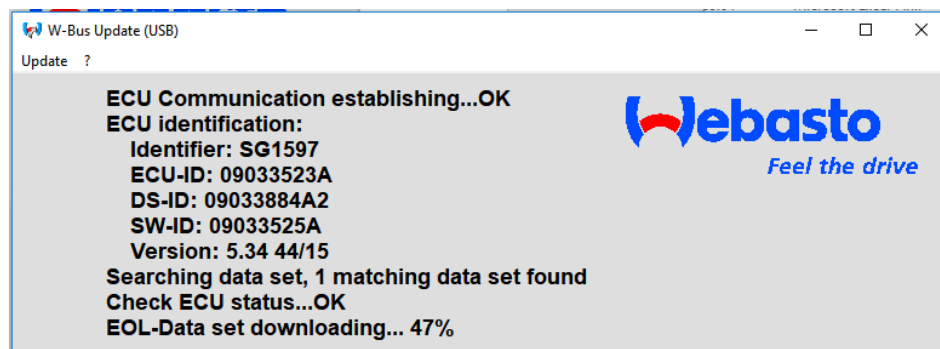 W-Bus Update (USB)
Update ?
ECU Communication establishing...OK
ECU identification:
Identifier: SG1597
ECU-ID: 09033523A
DS-ID: 09033884A2
SW-ID: 09033525A
Version: 5.34 44/15
Searching data set, 1 matching data set found
Check ECU status...OK
EOL-Data set downloading... 47%
Webasto
Feel the drive